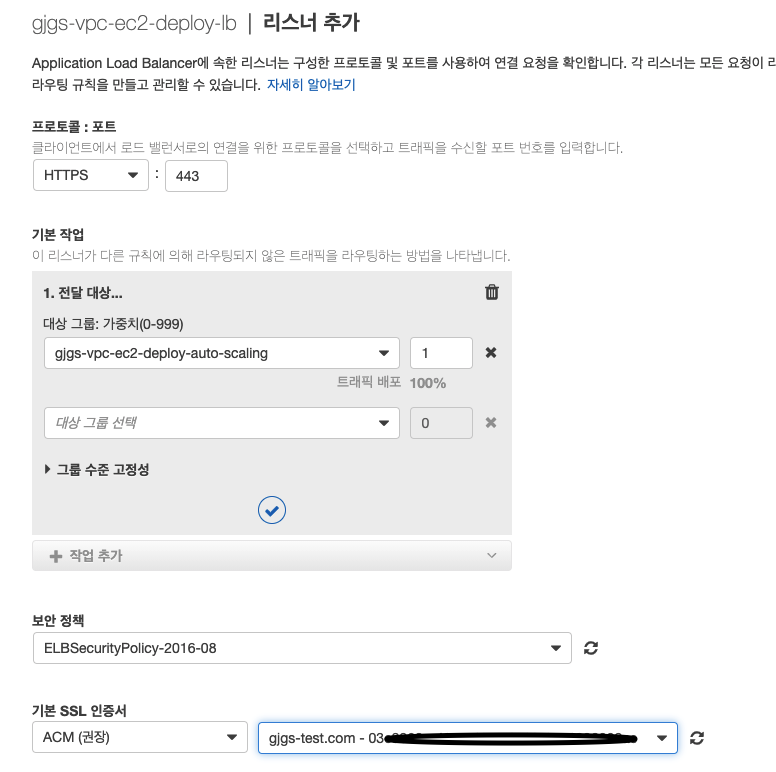 gjgs-vpc-ec2-deploy-lb | 리스너 추가
Application Load Balancer에 속한 리스너는 구성한 프로토콜 및 포트를 사용하여 연결 요청을 확인합니다. 각 리스너는 모든 요청이 라
라우팅 규칙을 만들고 관리할 수 있습니다. 자세히 알아보기
프로토콜 : 포트
클라이언트에서 로드 밸런서로의 연결을 위한 프로토콜을 선택하고 트래픽을 수신할 포트 번호를 입력합니다.
HTTPS : 443
기본 작업
이 리스너가 다른 규칙에 의해 라우팅되지 않은 트래픽을 라우팅하는 방법을 나타냅니다.
1. 전달 대상...
대상 그룹: 가중치(0-999)
gjgs-vpc-ec2-deploy-auto-scaling 1
트래픽 배포 100%
대상 그룹 선택 0
그룹 수준 고정성
작업 추가
보안 정책
ELBSecurityPolicy-2016-08
기본 SSL 인증서
ACM (권장) gjgs-test.com - 03